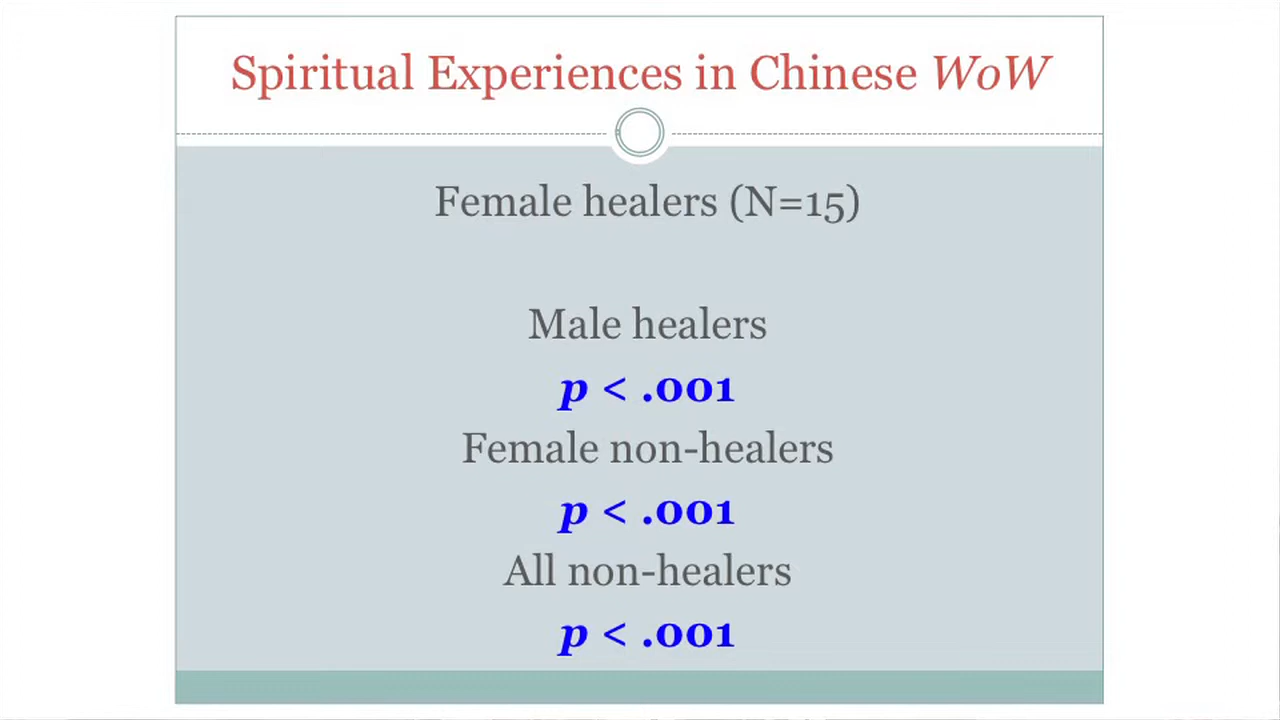 Spiritual Experiences in Chinese WoW
Female healers (N=15)
Male healers
p < .001
Female non-healers
p < .001
All non-healers
p < .001